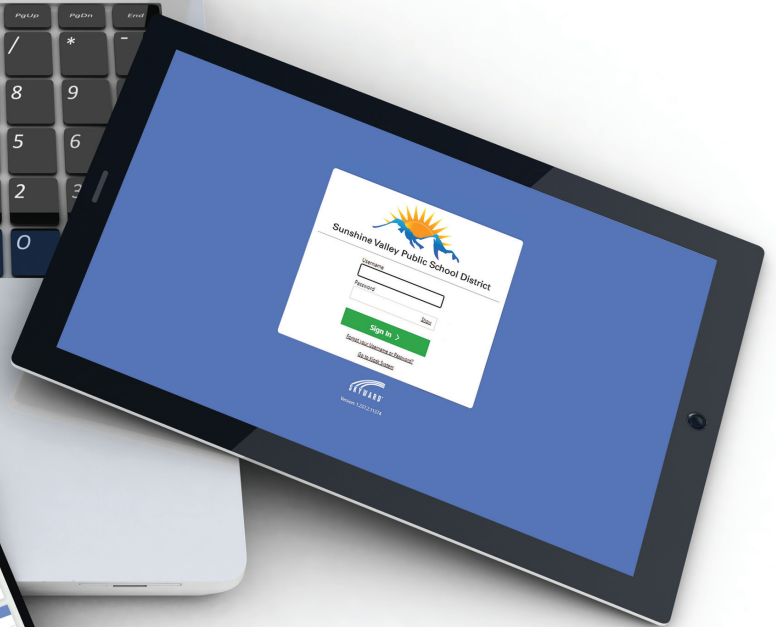 PgUp PgDn End
/ * -
8 9
5 6
2 3
0
Sunshine Valley Public School District
Username
Password
Show
Sign In >
Forgot your Username or Password?
Go to Kiosk System
SKYWARD